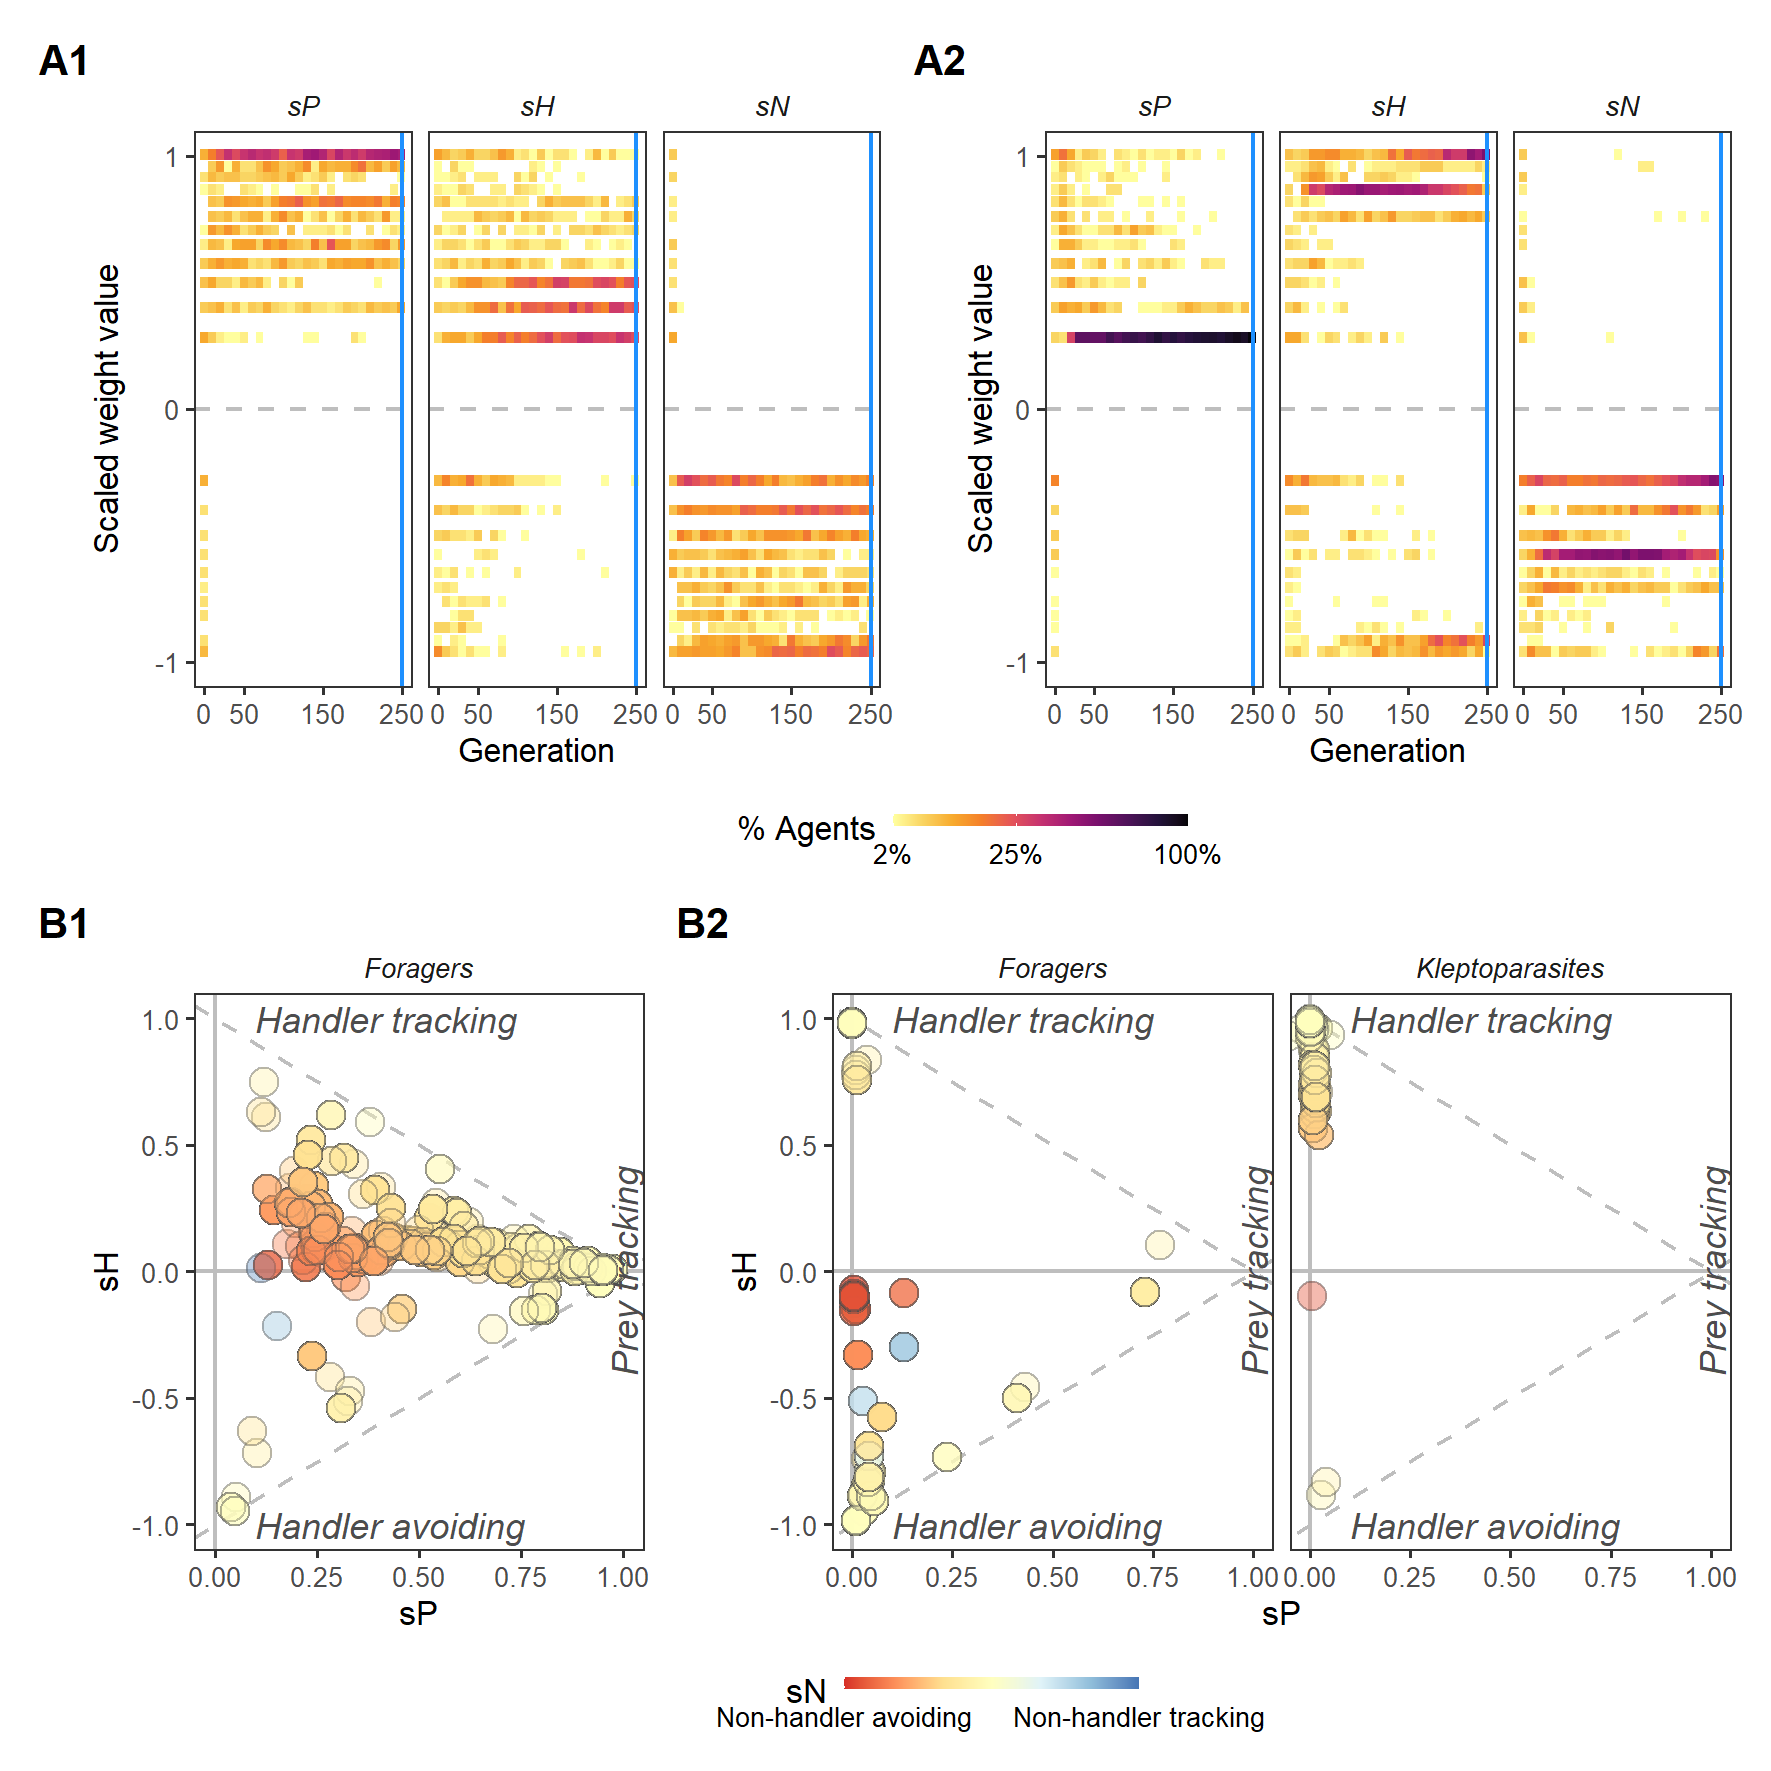 A1
A2
sP sH sN
sP sH sN
Scaled weight value
1
0
-1
0 50 150 250 0 50 150 250 0 50 150 250
Generation
Scaled weight value
1
0
-1
0 50 150 250 0 50 150 250 0 50 150 250
Generation
% Agents
2% 25% 100%
B1
B2
Foragers
sH
1.0
0.5
0.0
-0.5
-1.0
Handler tracking
Prey tracking
Handler avoiding
0.00 0.25 0.50 0.75 1.00
sP
Foragers
Kleptoparasites
sH
1.0
0.5
0.0
-0.5
-1.0
Handler tracking
Prey tracking
Handler avoiding
Handler tracking
Prey tracking
Handler avoiding
0.00 0.25 0.50 0.75 1.00 0.00 0.25 0.50 0.75 1.00
sP
sN
Non-handler avoiding Non-handler tracking